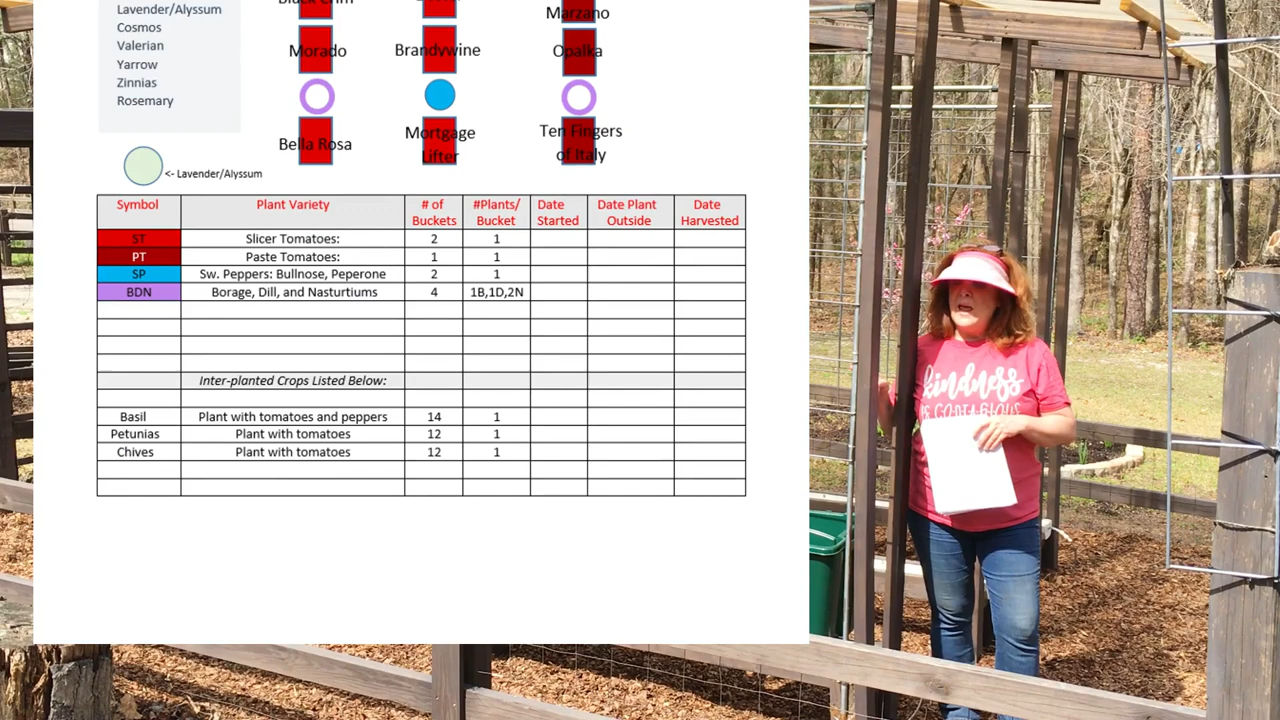 Lavender/Alyssum
Cosmos
Valerian
Yarrow
Zinnias
Rosemary
Marzano
Morado Brandywine Opalka
Bella Rosa
Mortgage
Lifter
Ten Fingers
of Italy
<- Lavender/Alyssum
Symbol Plant Variety # of Buckets #Plants/ Bucket Date Started Date Plant Outside Date Harvested
ST Slicer Tomatoes: 2 1
PT Paste Tomatoes: 1 1
SP Sw. Peppers: Bullnose, Peperone 2 1
BDN Borage, Dill, and Nasturtiums 4 1B,1D,2N
Inter-planted Crops Listed Below:
Basil Plant with tomatoes and peppers 14 1
Petunias Plant with tomatoes 12 1
Chives Plant with tomatoes 12 1
kindness
IS CONTAGIOUS